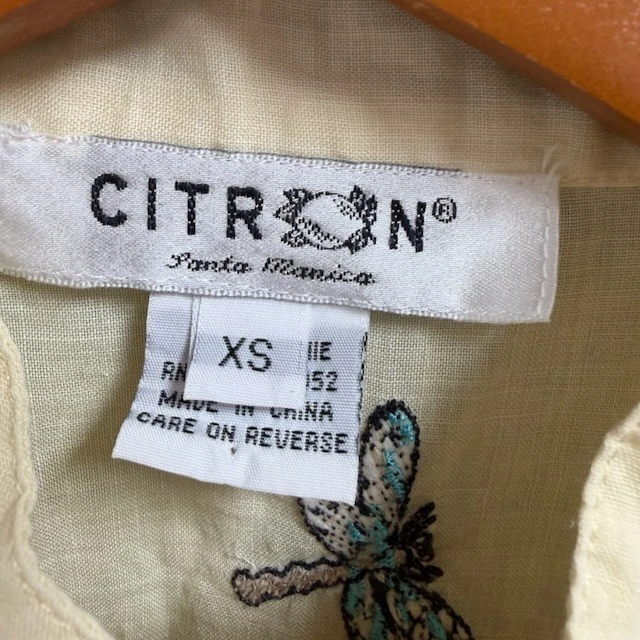 CITRON®
Santa Monica
XS
MADE IN CHINA
CARE ON REVERSE